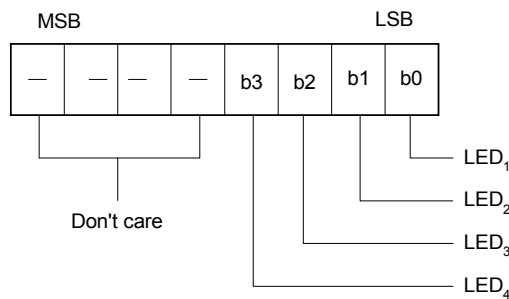 MSB LSB
— — — — b3 b2 b1 b0
LED1
LED2
Don't care
LED3
LED4